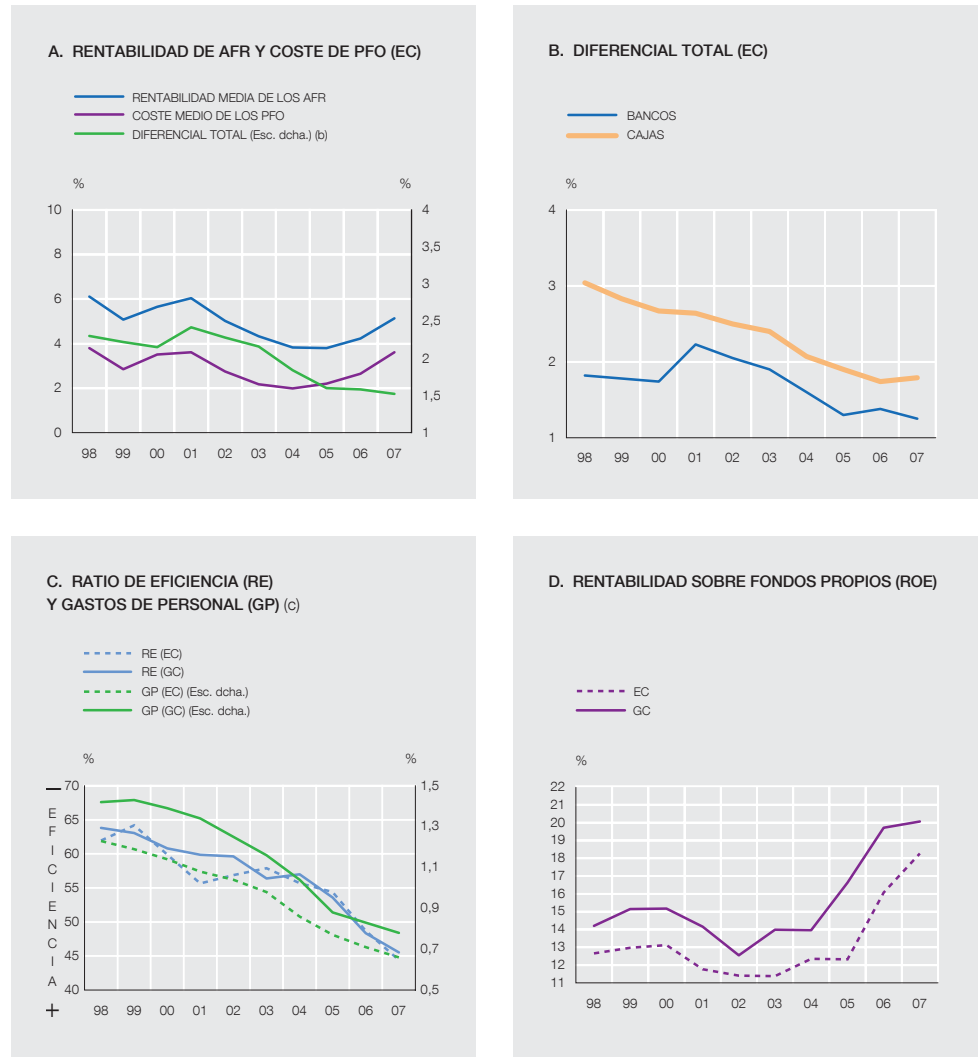 A. RENTABILIDAD DE AFR Y COSTE DE PFO (EC)
RENTABILIDAD MEDIA DE LOS AFR
COSTE MEDIO DE LOS PFO
DIFERENCIAL TOTAL (Esc. dcha.) (b)
% %
10 4
3,5
8
3
6
2,5
4
2
2
1,5
0 1
98 99 00 01 02 03 04 05 06 07
B. DIFERENCIAL TOTAL (EC)
BANCOS
CAJAS
%
4
3
2
1
98 99 00 01 02 03 04 05 06 07
C. RATIO DE EFICIENCIA (RE)
Y GASTOS DE PERSONAL (GP) (c)
RE (EC)
RE (GC)
GP (EC) (Esc. dcha.)
GP (GC) (Esc. dcha.)
% %
70 1,5
65
1,3
60
1,1
55
0,9
50
0,7
45
40 0,5
— EFICIENCIA +
98 99 00 01 02 03 04 05 06 07
D. RENTABILIDAD SOBRE FONDOS PROPIOS (ROE)
EC
GC
%
22
21
20
19
18
17
16
15
14
13
12
11
98 99 00 01 02 03 04 05 06 07